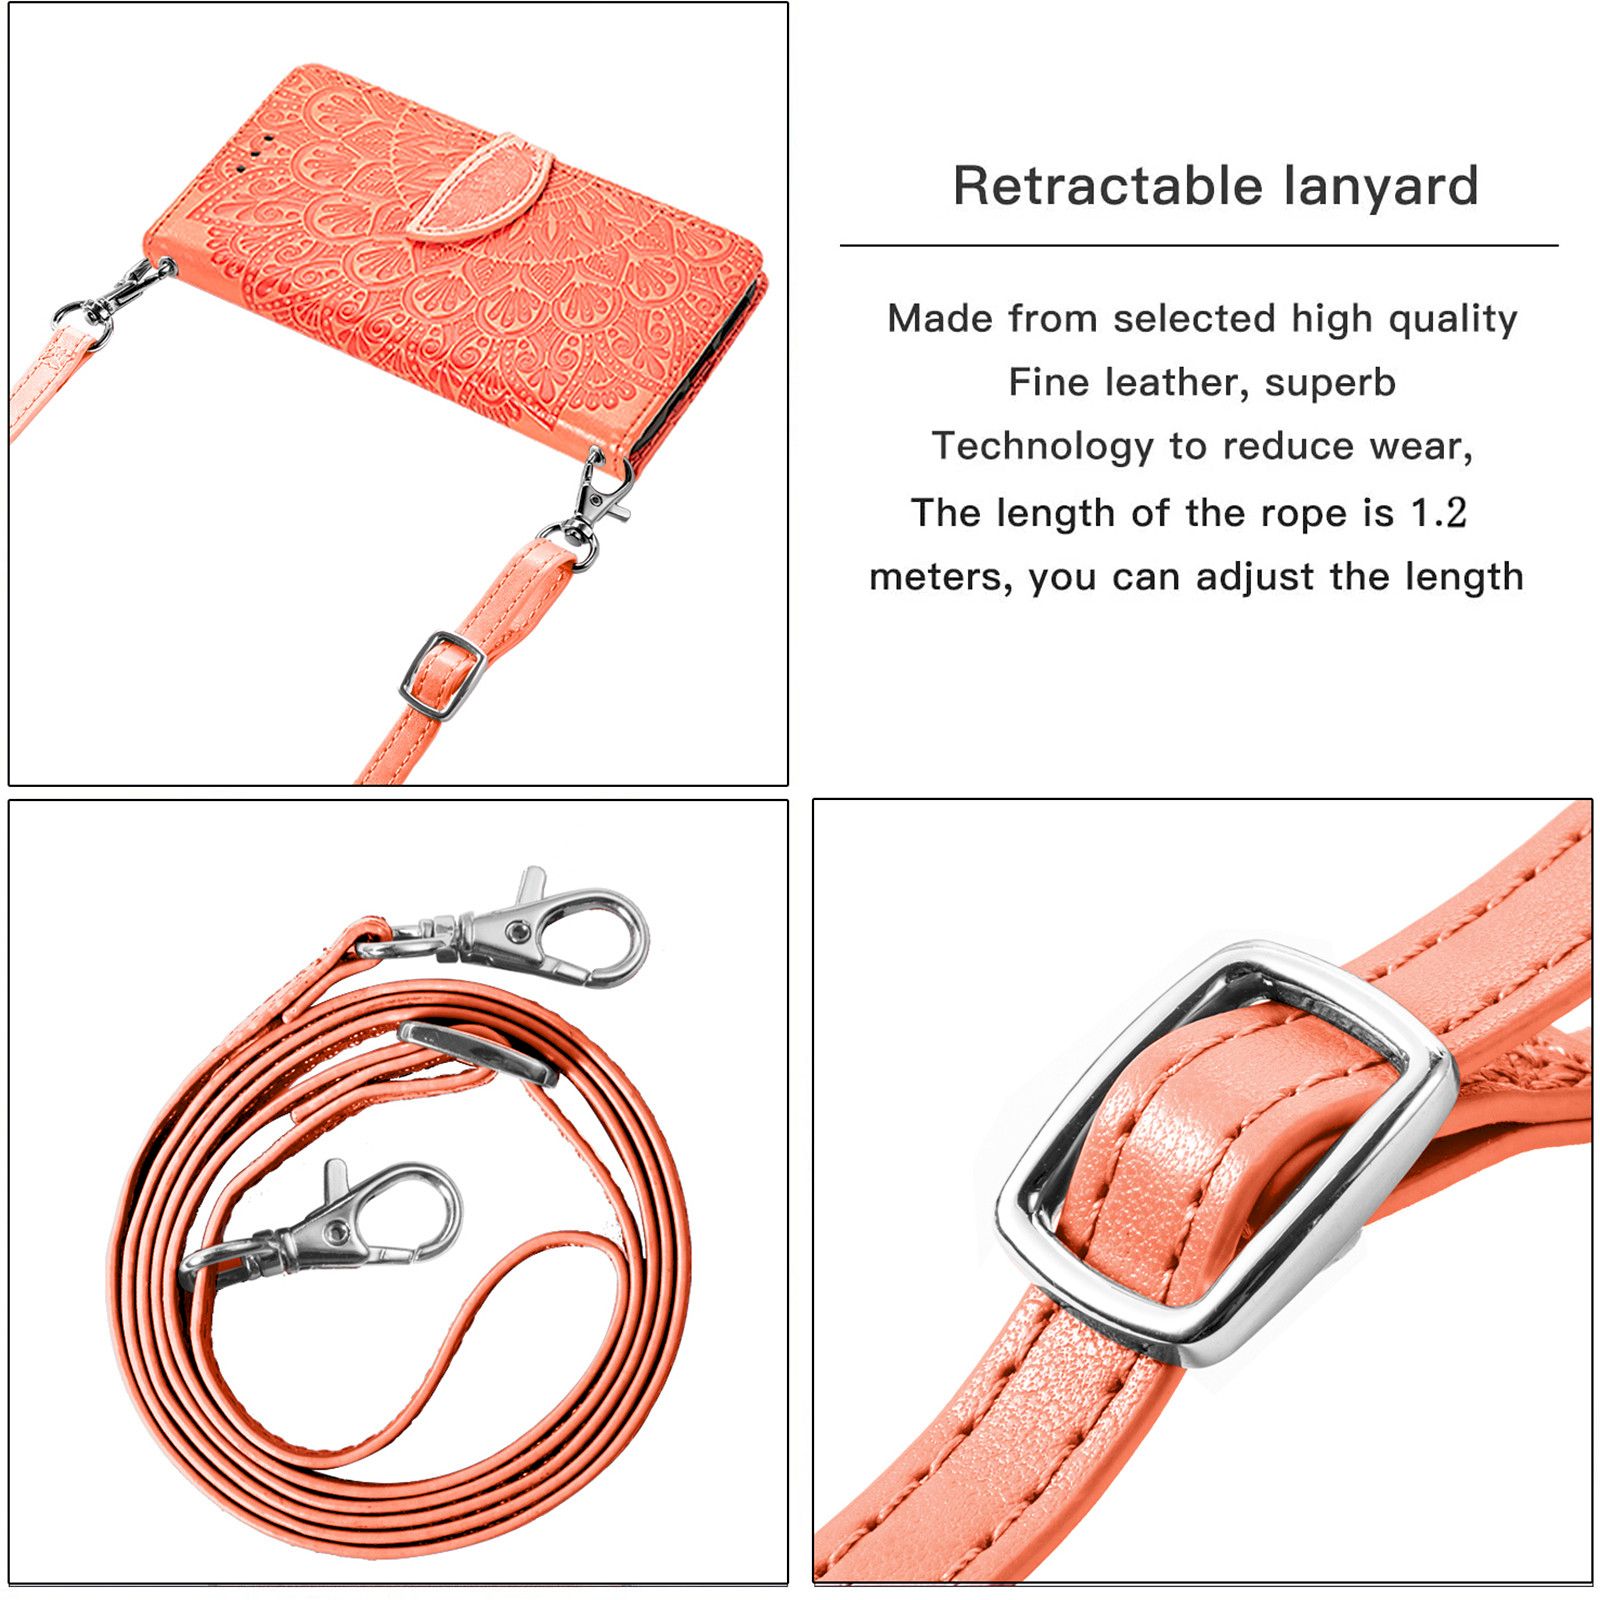 Retractable lanyard
Made from selected high quality
Fine leather, superb
Technology to reduce wear,
The length of the rope is 1.2
meters, you can adjust the length